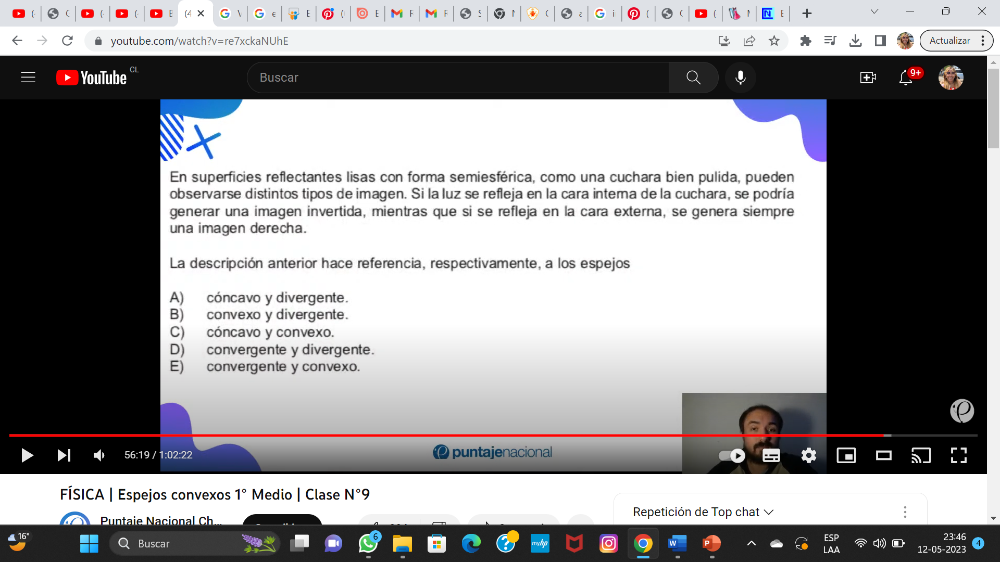 youtube.com/watch?v=re7xckaNUhE
Actualizar
YouTube CL
Buscar
9+
En superficies reflectantes lisas con forma semiesférica, como una cuchara bien pulida, pueden
observarse distintos tipos de imagen. Si la luz se refleja en la cara interna de la cuchara, se podría
generar una imagen invertida, mientras que si se refleja en la cara externa, se genera siempre
una imagen derecha.
La descripción anterior hace referencia, respectivamente, a los espejos
A) cóncavo y divergente.
B) convexo y divergente.
C) cóncavo y convexo.
D) convergente y divergente.
E) convergente y convexo.
puntajenacional
56:19 / 1:02:22
FÍSICA | Espejos convexos 1° Medio | Clase N°9
Puntaje Nacional Ch...
Repetición de Top chat
16°
Buscar
6
myhp
ESP
LAA
23:46
12-05-2023
4